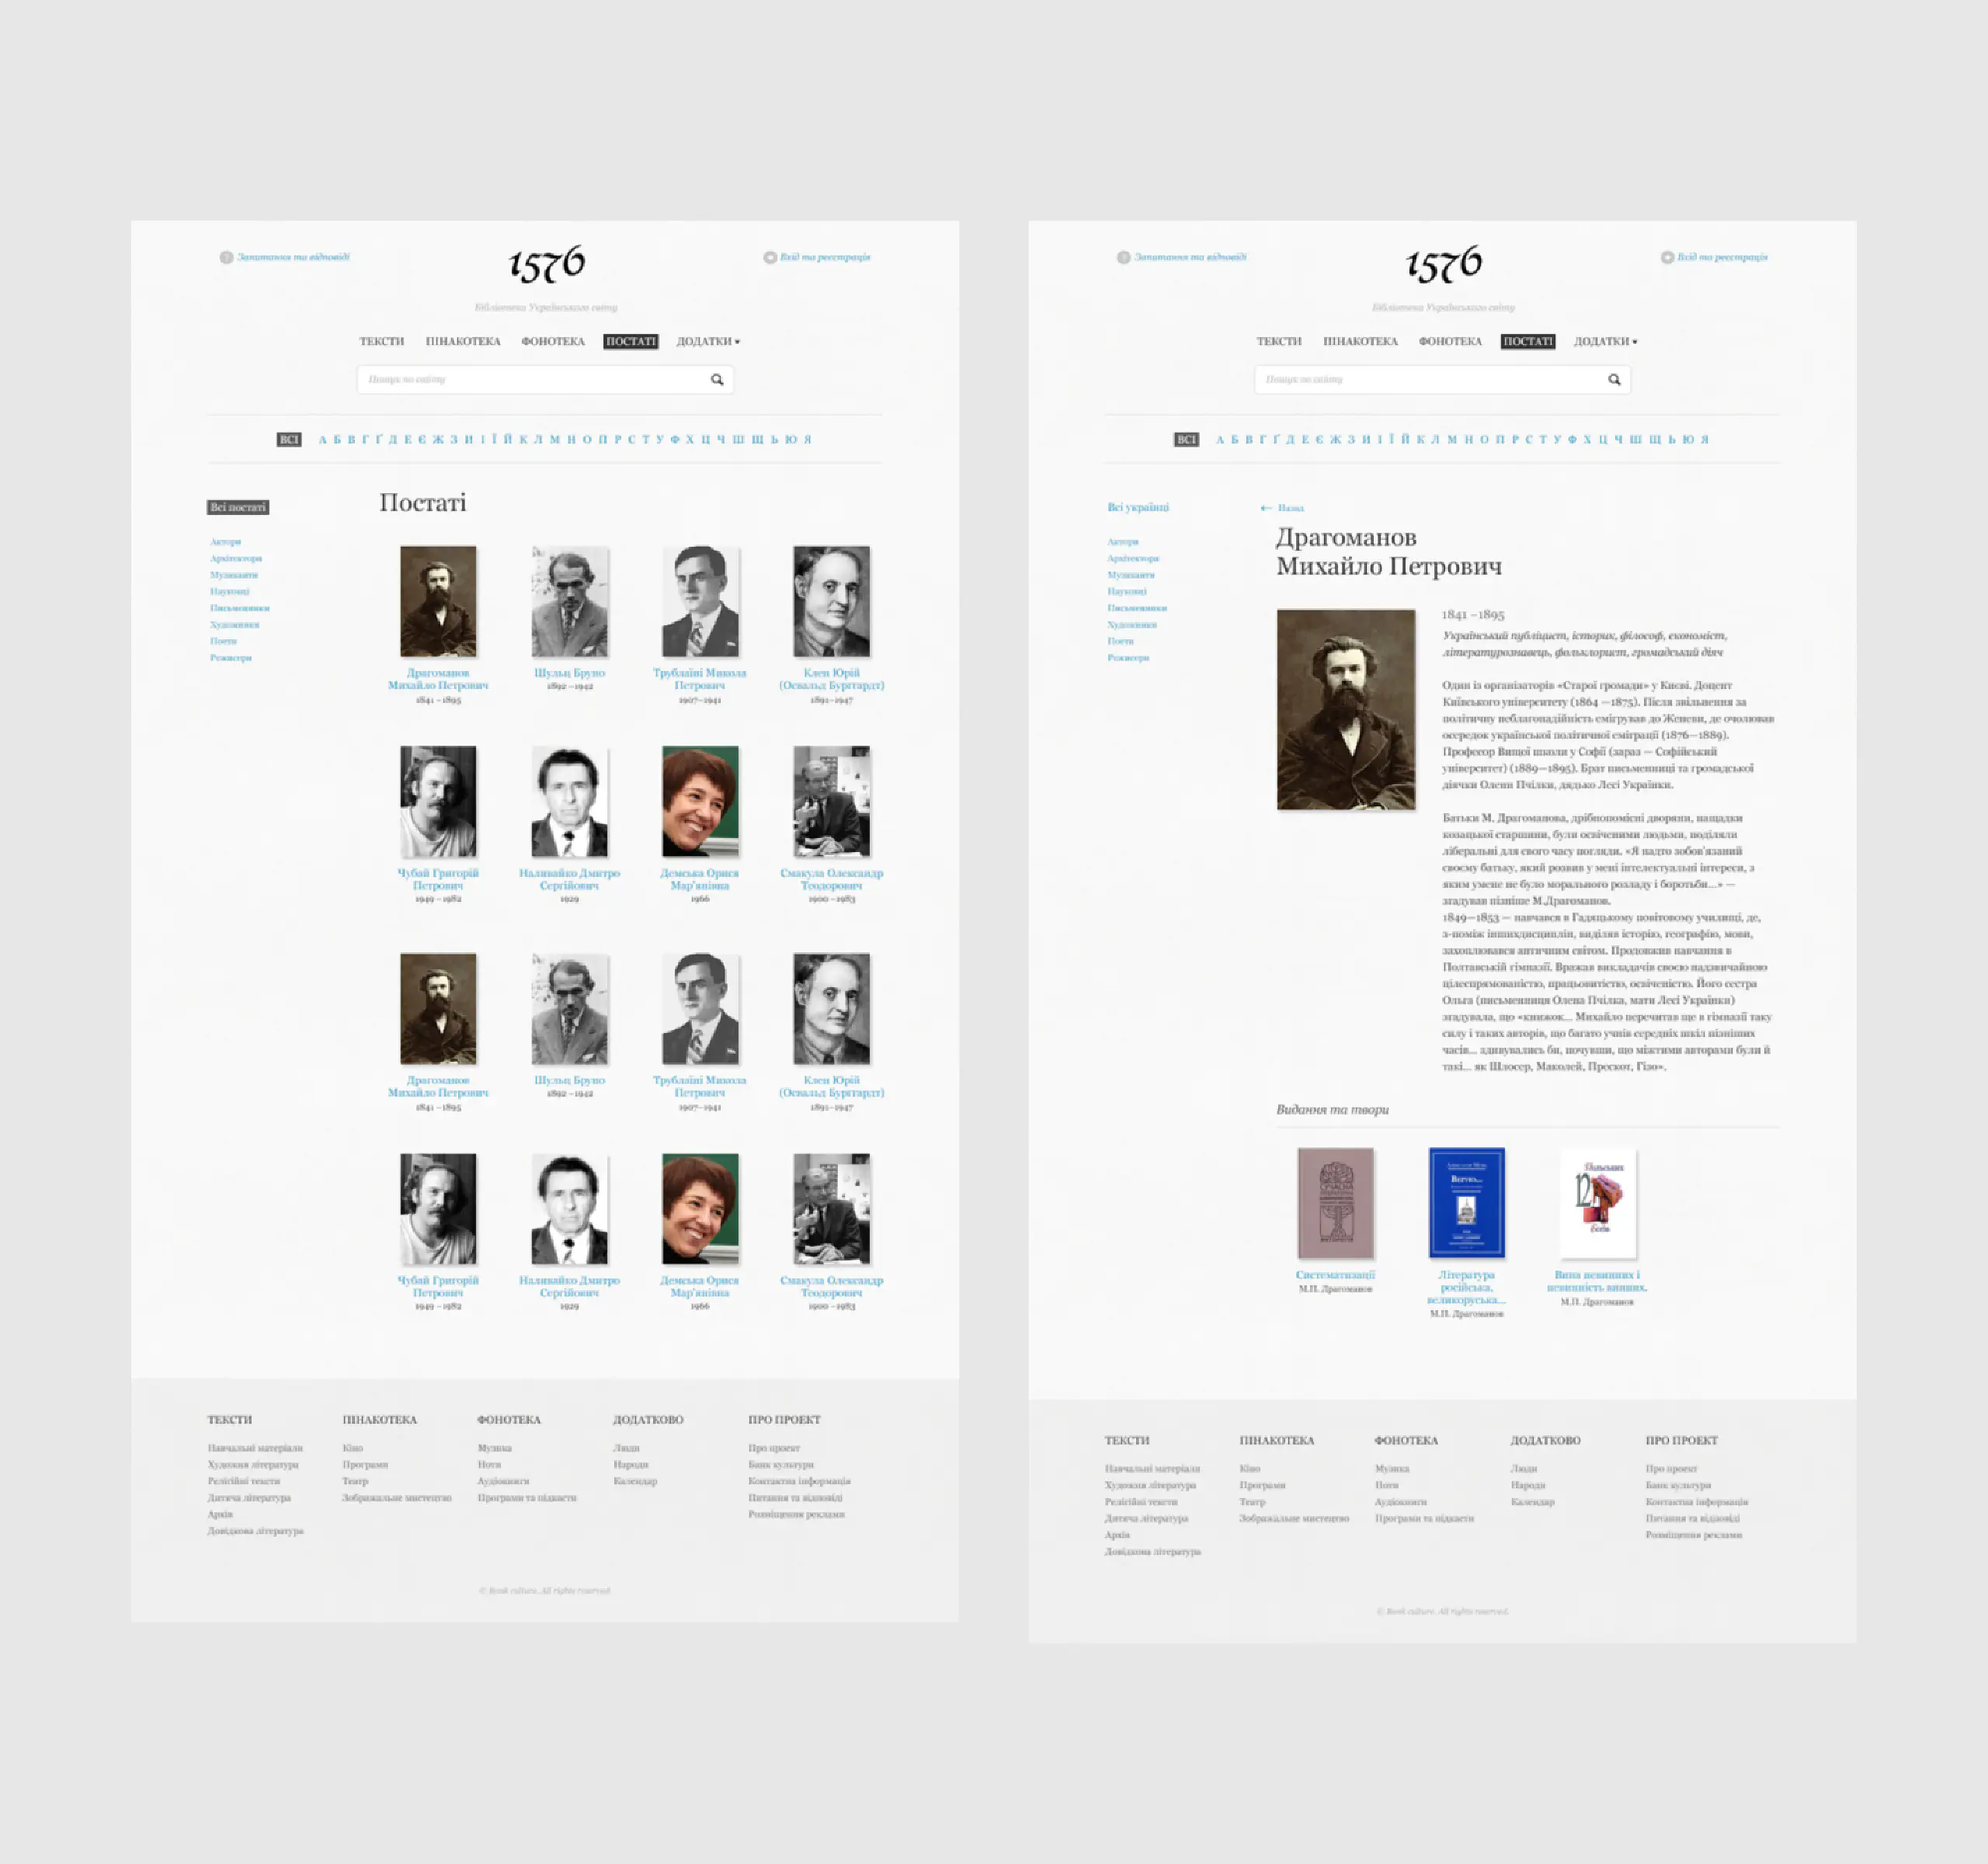 Запитання та відповіді
1576
Вхід та реєстрація
Бібліотека Українського світу
ТЕКСТИ ПІНАКОТЕКА ФОНОТЕКА ПОСТАТІ ДОДАТКИ
Пошук по сайту
ВСІ А Б В Г Ґ Д Е Є Ж З И І Ї Й К Л М Н О П Р С Т У Ф Х Ц Ч Ш Щ Ь Ю Я
Всі постаті
Актори
Архітектори
Музиканти
Науковці
Письменники
Художники
Поети
Режисери
Постаті
Драгоманов
Михайло Петрович
1841 – 1895
Шульц Бруно
1892 – 1942
Трублаїні Микола
Петрович
1907–1941
Клен Юрій
(Освальд Бурґгардт)
1891–1947
Чубай Григорій
Петрович
1949 – 1982
Наливайко Дмитро
Сергійович
1929
Демська Орися
Мар'янівна
1966
Смакула Олександр
Теодорович
1900 – 1983
Драгоманов
Михайло Петрович
1841 – 1895
Шульц Бруно
1892 – 1942
Трублаїні Микола
Петрович
1907–1941
Клен Юрій
(Освальд Бурґгардт)
1891–1947
Чубай Григорій
Петрович
1949 – 1982
Наливайко Дмитро
Сергійович
1929
Демська Орися
Мар'янівна
1966
Смакула Олександр
Теодорович
1900 – 1983
ТЕКСТИ
Навчальні матеріали
Художня література
Релігійні тексти
Дитяча література
Архів
Довідкова література
ПІНАКОТЕКА
Кіно
Програми
Театр
Зображальне мистецтво
ФОНОТЕКА
Музика
Ноти
Аудіокниги
Програми та підкасти
ДОДАТКОВО
Люди
Народи
Календар
ПРО ПРОЕКТ
Про проект
Банк культури
Контактна інформація
Питання та відповіді
Розміщення реклами
© Book culture. All rights reserved.
Запитання та відповіді
1576
Вхід та реєстрація
Бібліотека Українського світу
ТЕКСТИ ПІНАКОТЕКА ФОНОТЕКА ПОСТАТІ ДОДАТКИ
Пошук по сайту
ВСІ А Б В Г Ґ Д Е Є Ж З И І Ї Й К Л М Н О П Р С Т У Ф Х Ц Ч Ш Щ Ь Ю Я
Всі українці
Актори
Архітектори
Музиканти
Науковці
Письменники
Художники
Поети
Режисери
← Назад
Драгоманов
Михайло Петрович
1841 –1895
Український публіцист, історик, філософ, економіст,
літературознавець, фольклорист, громадський діяч
Один із організаторів «Старої громади» у Києві. Доцент
Київського університету (1864 —1875). Після звільнення за
політичну неблагонадійність емігрував до Женеви, де очолював
осередок української політичної еміграції (1876—1889).
Професор Вищої школи у Софії (зараз — Софійський
університет) (1889—1895). Брат письменниці та громадської
діячки Олени Пчілки, дядько Лесі Українки.
Батьки М. Драгоманова, дрібнопомісні дворяни, нащадки
козацької старшини, були освіченими людьми, поділяли
ліберальні для свого часу погляди. «Я надто зобов'язаний
своєму батьку, який розвив у мені інтелектуальні інтереси, з
яким умене не було морального розладу і боротьби...» —
згадував пізніше М.Драгоманов.
1849—1853 — навчався в Гадяцькому повітовому училищі, де,
з-поміж іншихдисциплін, виділяв історію, географію, мови,
захоплювався античним світом. Продовжив навчання в
Полтавській гімназії. Вражав викладачів своєю надзвичайною
цілеспрямованістю, працьовитістю, освіченістю. Його сестра
Ольга (письменниця Олена Пчілка, мати Лесі Українки)
згадувала, що «книжок... Михайло перечитав ще в гімназії таку
силу і таких авторів, що багато учнів середніх шкіл пізніших
часів... здивувались би, почувши, що міжтими авторами були й
такі... як Шлосер, Маколей, Прескот, Гізо».
Видання та твори
СУЧАСНА
Верую...
12
Систематизації
М.П. Драгоманов
Література
російська,
великоруська...
М.П. Драгоманов
Вина невинних і
невинність винних.
М.П. Драгоманов
ТЕКСТИ
Навчальні матеріали
Художня література
Релігійні тексти
Дитяча література
Архів
Довідкова література
ПІНАКОТЕКА
Кіно
Програми
Театр
Зображальне мистецтво
ФОНОТЕКА
Музика
Ноти
Аудіокниги
Програми та підкасти
ДОДАТКОВО
Люди
Народи
Календар
ПРО ПРОЕКТ
Про проект
Банк культури
Контактна інформація
Питання та відповіді
Розміщення реклами
© Book culture. All rights reserved.